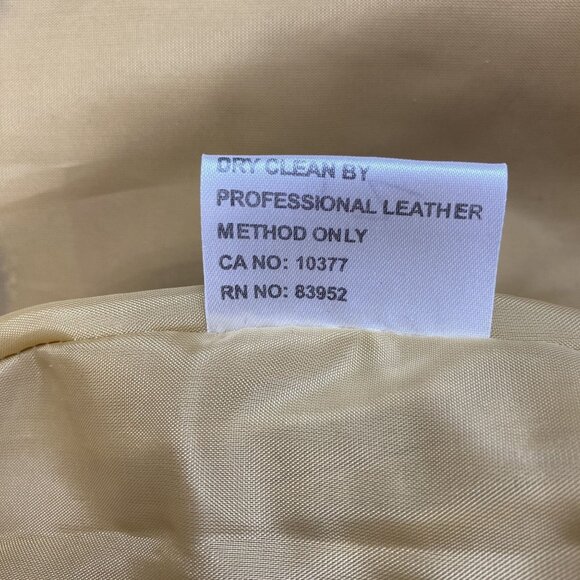 DRY CLEAN BY
PROFESSIONAL LEATHER
METHOD ONLY
CA NO: 10377
RN NO: 83952